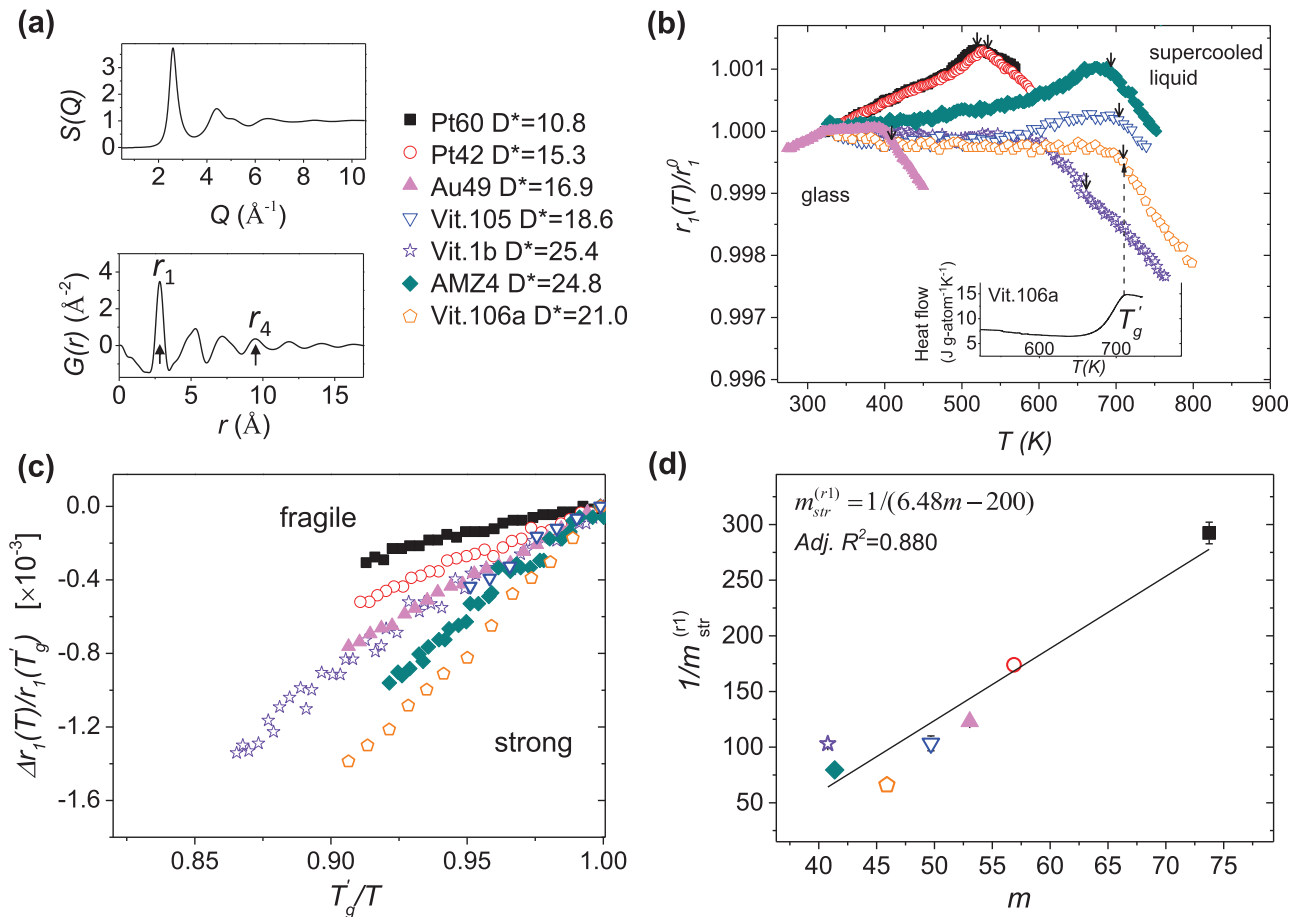 (a)
3
2
1
0
S(Q)
2 4 6 8 10
Q (Å-1)
4
2
0
G(r) (Å-2)
r1
r4
0 5 10 15
r (Å)
Pt60 D*=10.8
Pt42 D*=15.3
Au49 D*=16.9
Vit.105 D*=18.6
Vit.1b D*=25.4
AMZ4 D*=24.8
Vit.106a D*=21.0
(b)
1.001
1.000
0.999
0.998
0.997
0.996
r1(T)/r1^0
supercooled
liquid
glass
Heat flow
(J g-atom-1K-1)
15
10
5
Vit.106a
T'g
600 700
T(K)
300 400 500 600 700 800 900
T (K)
(c)
0.0
-0.4
-0.8
-1.2
-1.6
Δr1(T)/r1(T'g) [×10-3]
fragile
strong
0.85 0.90 0.95 1.00
T'g/T
(d)
m_str^(r1) = 1/(6.48m−200)
Adj. R2=0.880
300
250
200
150
100
50
1/m_str^(r1)
40 45 50 55 60 65 70 75
m